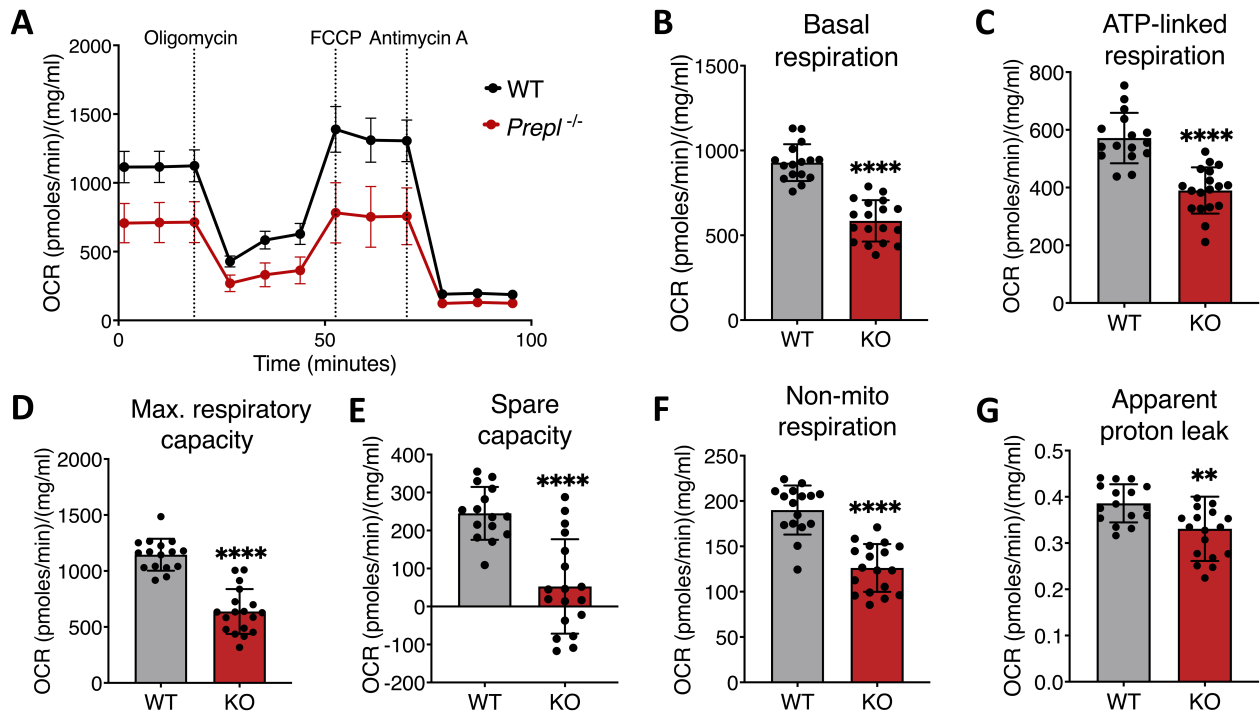 A
Oligomycin
FCCP
Antimycin A
OCR (pmoles/min)/(mg/ml)
2000
1500
1000
500
0
0
50
100
Time (minutes)
WT
Prepl -/-
B
Basal
respiration
OCR (pmoles/min)/(mg/ml)
1500
1000
500
0
****
WT
KO
C
ATP-linked
respiration
OCR (pmoles/min)/(mg/ml)
800
600
400
200
0
****
WT
KO
D
Max. respiratory
capacity
OCR (pmoles/min)/(mg/ml)
2000
1500
1000
500
0
****
WT
KO
E
Spare
capacity
OCR (pmoles/min)/(mg/ml)
400
300
200
100
0
-100
-200
****
WT
KO
F
Non-mito
respiration
OCR (pmoles/min)(mg/ml)
250
200
150
100
50
0
****
WT
KO
G
Apparent
proton leak
OCR (pmoles/min)/(mg/ml)
0.5
0.4
0.3
0.2
0.1
0.0
**
WT
KO